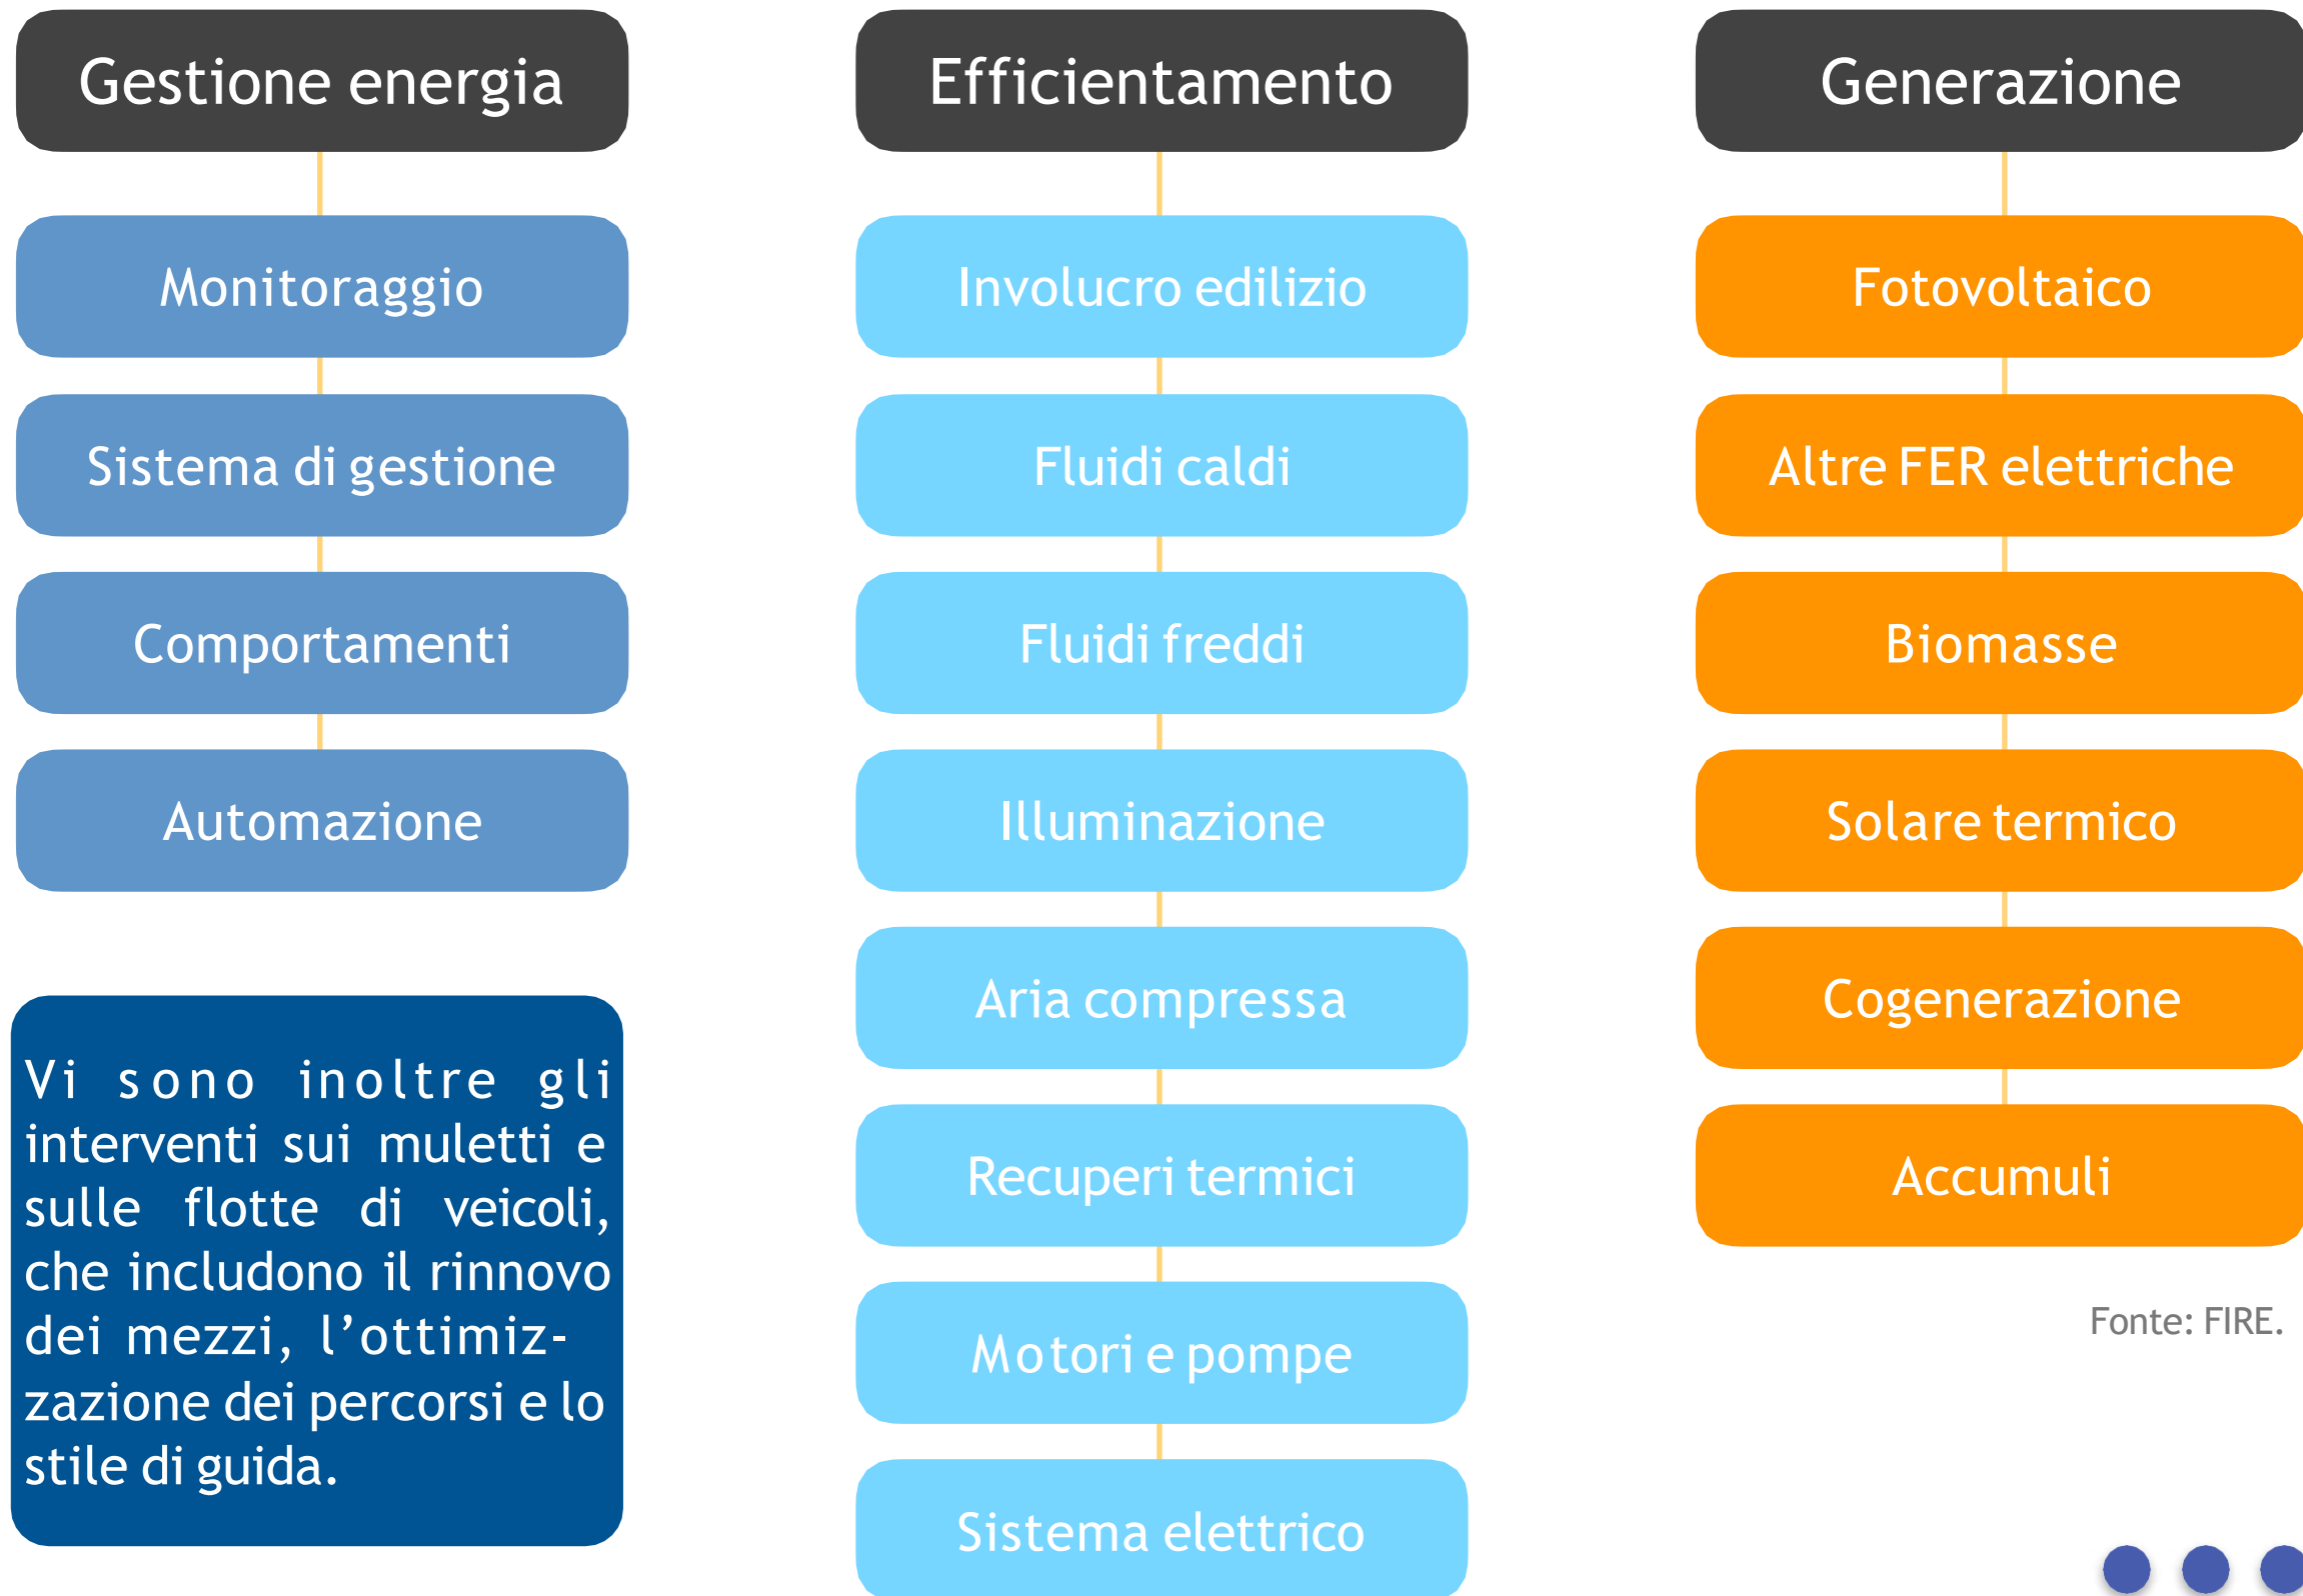 Gestione energia
Monitoraggio
Sistema di gestione
Comportamenti
Automazione
Vi sono inoltre gli
interventi sui muletti e
sulle flotte di veicoli,
che includono il rinnovo
dei mezzi, l’ottimiz-
zazione dei percorsi e lo
stile di guida.
Efficientamento
Involucro edilizio
Fluidi caldi
Fluidi freddi
Illuminazione
Aria compressa
Recuperi termici
Motori e pompe
Sistema elettrico
Generazione
Fotovoltaico
Altre FER elettriche
Biomasse
Solare termico
Cogenerazione
Accumuli
Fonte: FIRE.